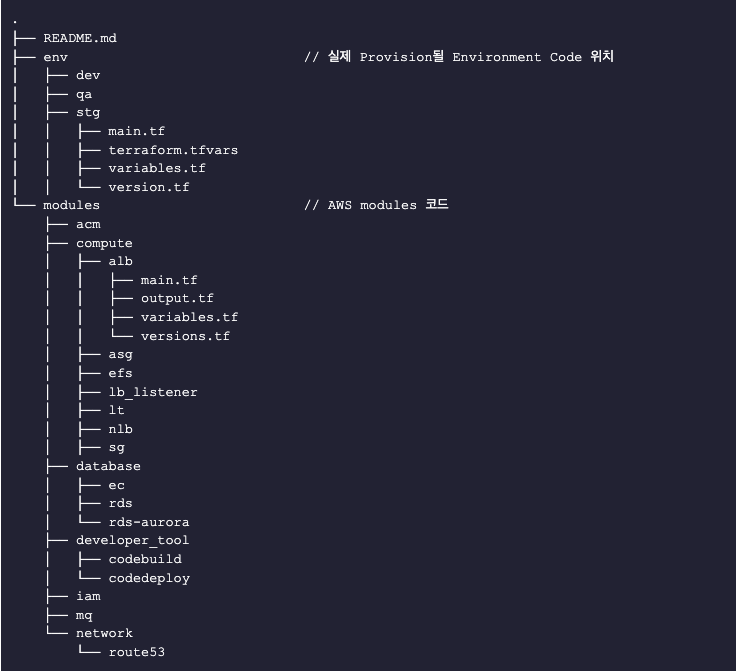 .
├── README.md
├── env                             // 실제 Provision될 Environment Code 위치
│   ├── dev
│   ├── qa
│   ├── stg
│   │   ├── main.tf
│   │   ├── terraform.tfvars
│   │   ├── variables.tf
│   │   └── version.tf
└── modules                         // AWS modules 코드
    ├── acm
    ├── compute
    │   ├── alb
    │   │   ├── main.tf
    │   │   ├── output.tf
    │   │   ├── variables.tf
    │   │   └── versions.tf
    │   ├── asg
    │   ├── efs
    │   ├── lb_listener
    │   ├── lt
    │   ├── nlb
    │   ├── sg
    ├── database
    │   ├── ec
    │   ├── rds
    │   └── rds-aurora
    ├── developer_tool
    │   ├── codebuild
    │   └── codedeploy
    ├── iam
    ├── mq
    └── network
        └── route53